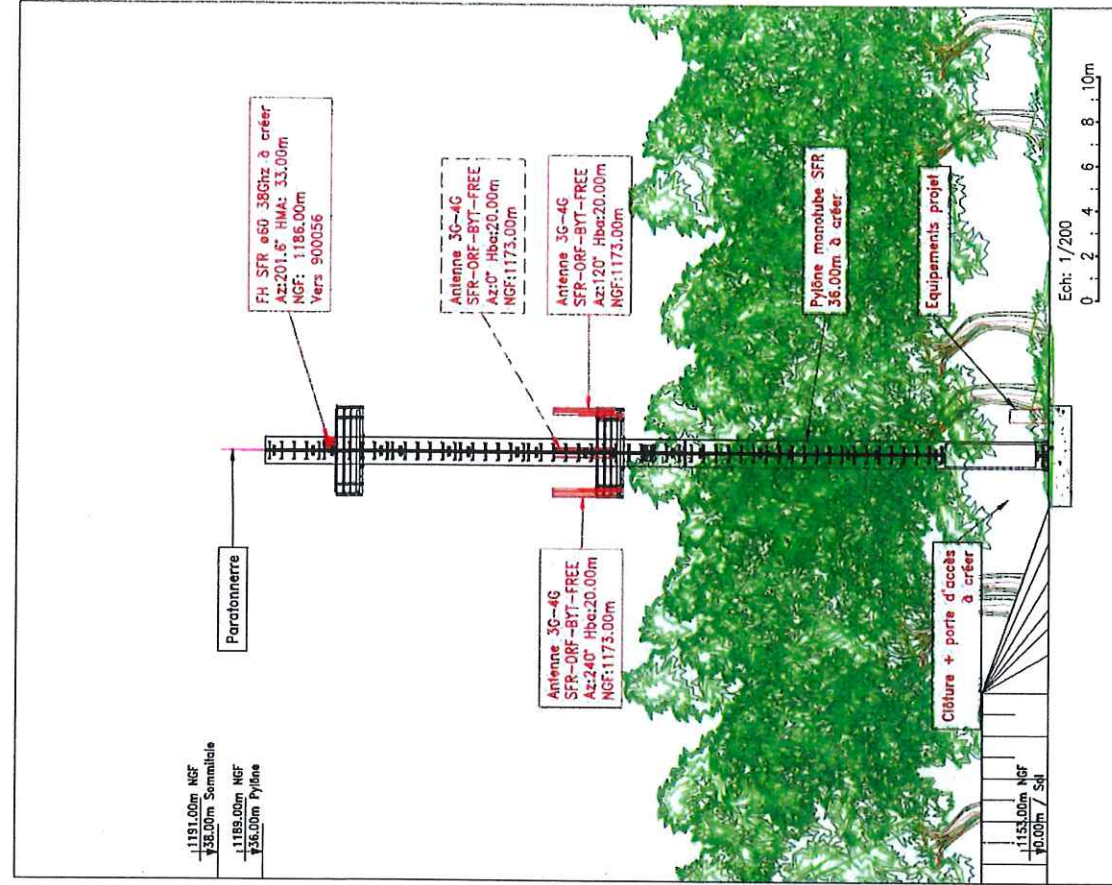 1191.00m NGF
38.00m Sommitale
1189.00m NGF
36.00m Pylône
Paratonnerre
FH SFR ø60 38Ghz à créer
Az:201.6° HMA: 33.00m
NGF: 1186.00m
Vers 900056
Antenne 3G-4G
SFR-ORF-BYT-FREE
Az:0° Hba:20.00m
NGF:1173.00m
Antenne 3G-4G
SFR-ORF-BYT-FREE
Az:120° Hba:20.00m
NGF:1173.00m
Antenne 3G-4G
SFR-ORF-BYT-FREE
Az:240° Hba:20.00m
NGF:1173.00m
Pylône monotube SFR
36.00m à créer
Equipements projet
Clôture + porte d'accès
à créer
1153.00m NGF
0.00m / Sol
Ech: 1/200
0 2 4 6 8 10m